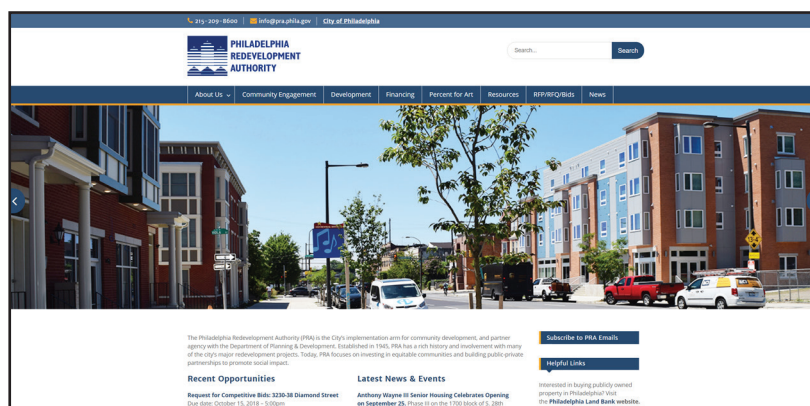 215-209-8600 info@pra.phila.gov City of Philadelphia
PHILADELPHIA
REDEVELOPMENT
AUTHORITY
Search... Search
About Us Community Engagement Development Financing Percent for Art Resources RFP/RFQ/Bids News
The Philadelphia Redevelopment Authority (PRA) is the City's implementation arm for community development, and partner
agency with the Department of Planning & Development. Established in 1945, PRA has a rich history and involvement with many
of the city's major redevelopment projects. Today, PRA focuses on investing in equitable communities and building public-private
partnerships to promote social impact.
Subscribe to PRA Emails
Helpful Links
Interested in buying publicly owned
property in Philadelphia? Visit
the Philadelphia Land Bank website.
Recent Opportunities
Request for Competitive Bids: 3230-38 Diamond Street
Due date: October 15, 2018 – 5:00pm
Latest News & Events
Anthony Wayne III Senior Housing Celebrates Opening
on September 25. Phase III on the 1700 block of S. 28th